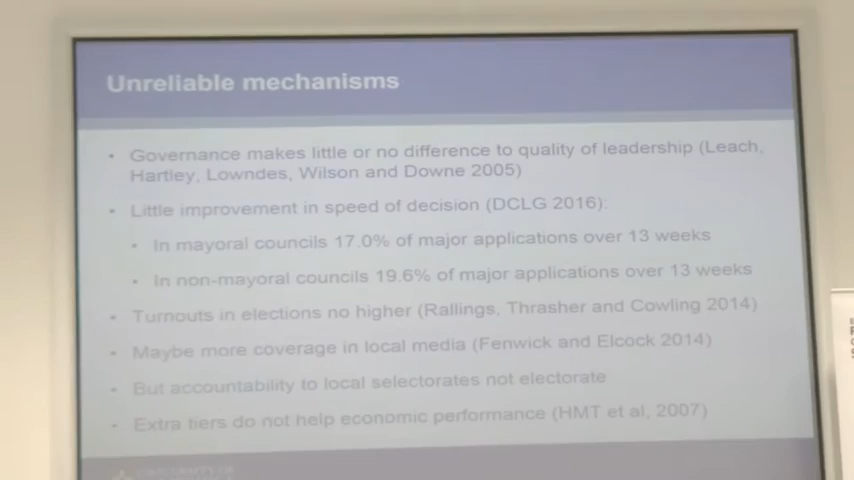 Unreliable mechanisms
• Governance makes little or no difference to quality of leadership (Leach,
Hartley, Lowndes, Wilson and Downe 2005)
• Little improvement in speed of decision (DCLG 2016):
• In mayoral councils 17.0% of major applications over 13 weeks
• In non-mayoral councils 19.6% of major applications over 13 weeks
• Turnouts in elections no higher (Rallings, Thrasher and Cowling 2014)
• Maybe more coverage in local media (Fenwick and Elcock 2014)
• But accountability to local selectorates not electorate
• Extra tiers do not help economic performance (HMT et al, 2007)
UNIVERSITY OF